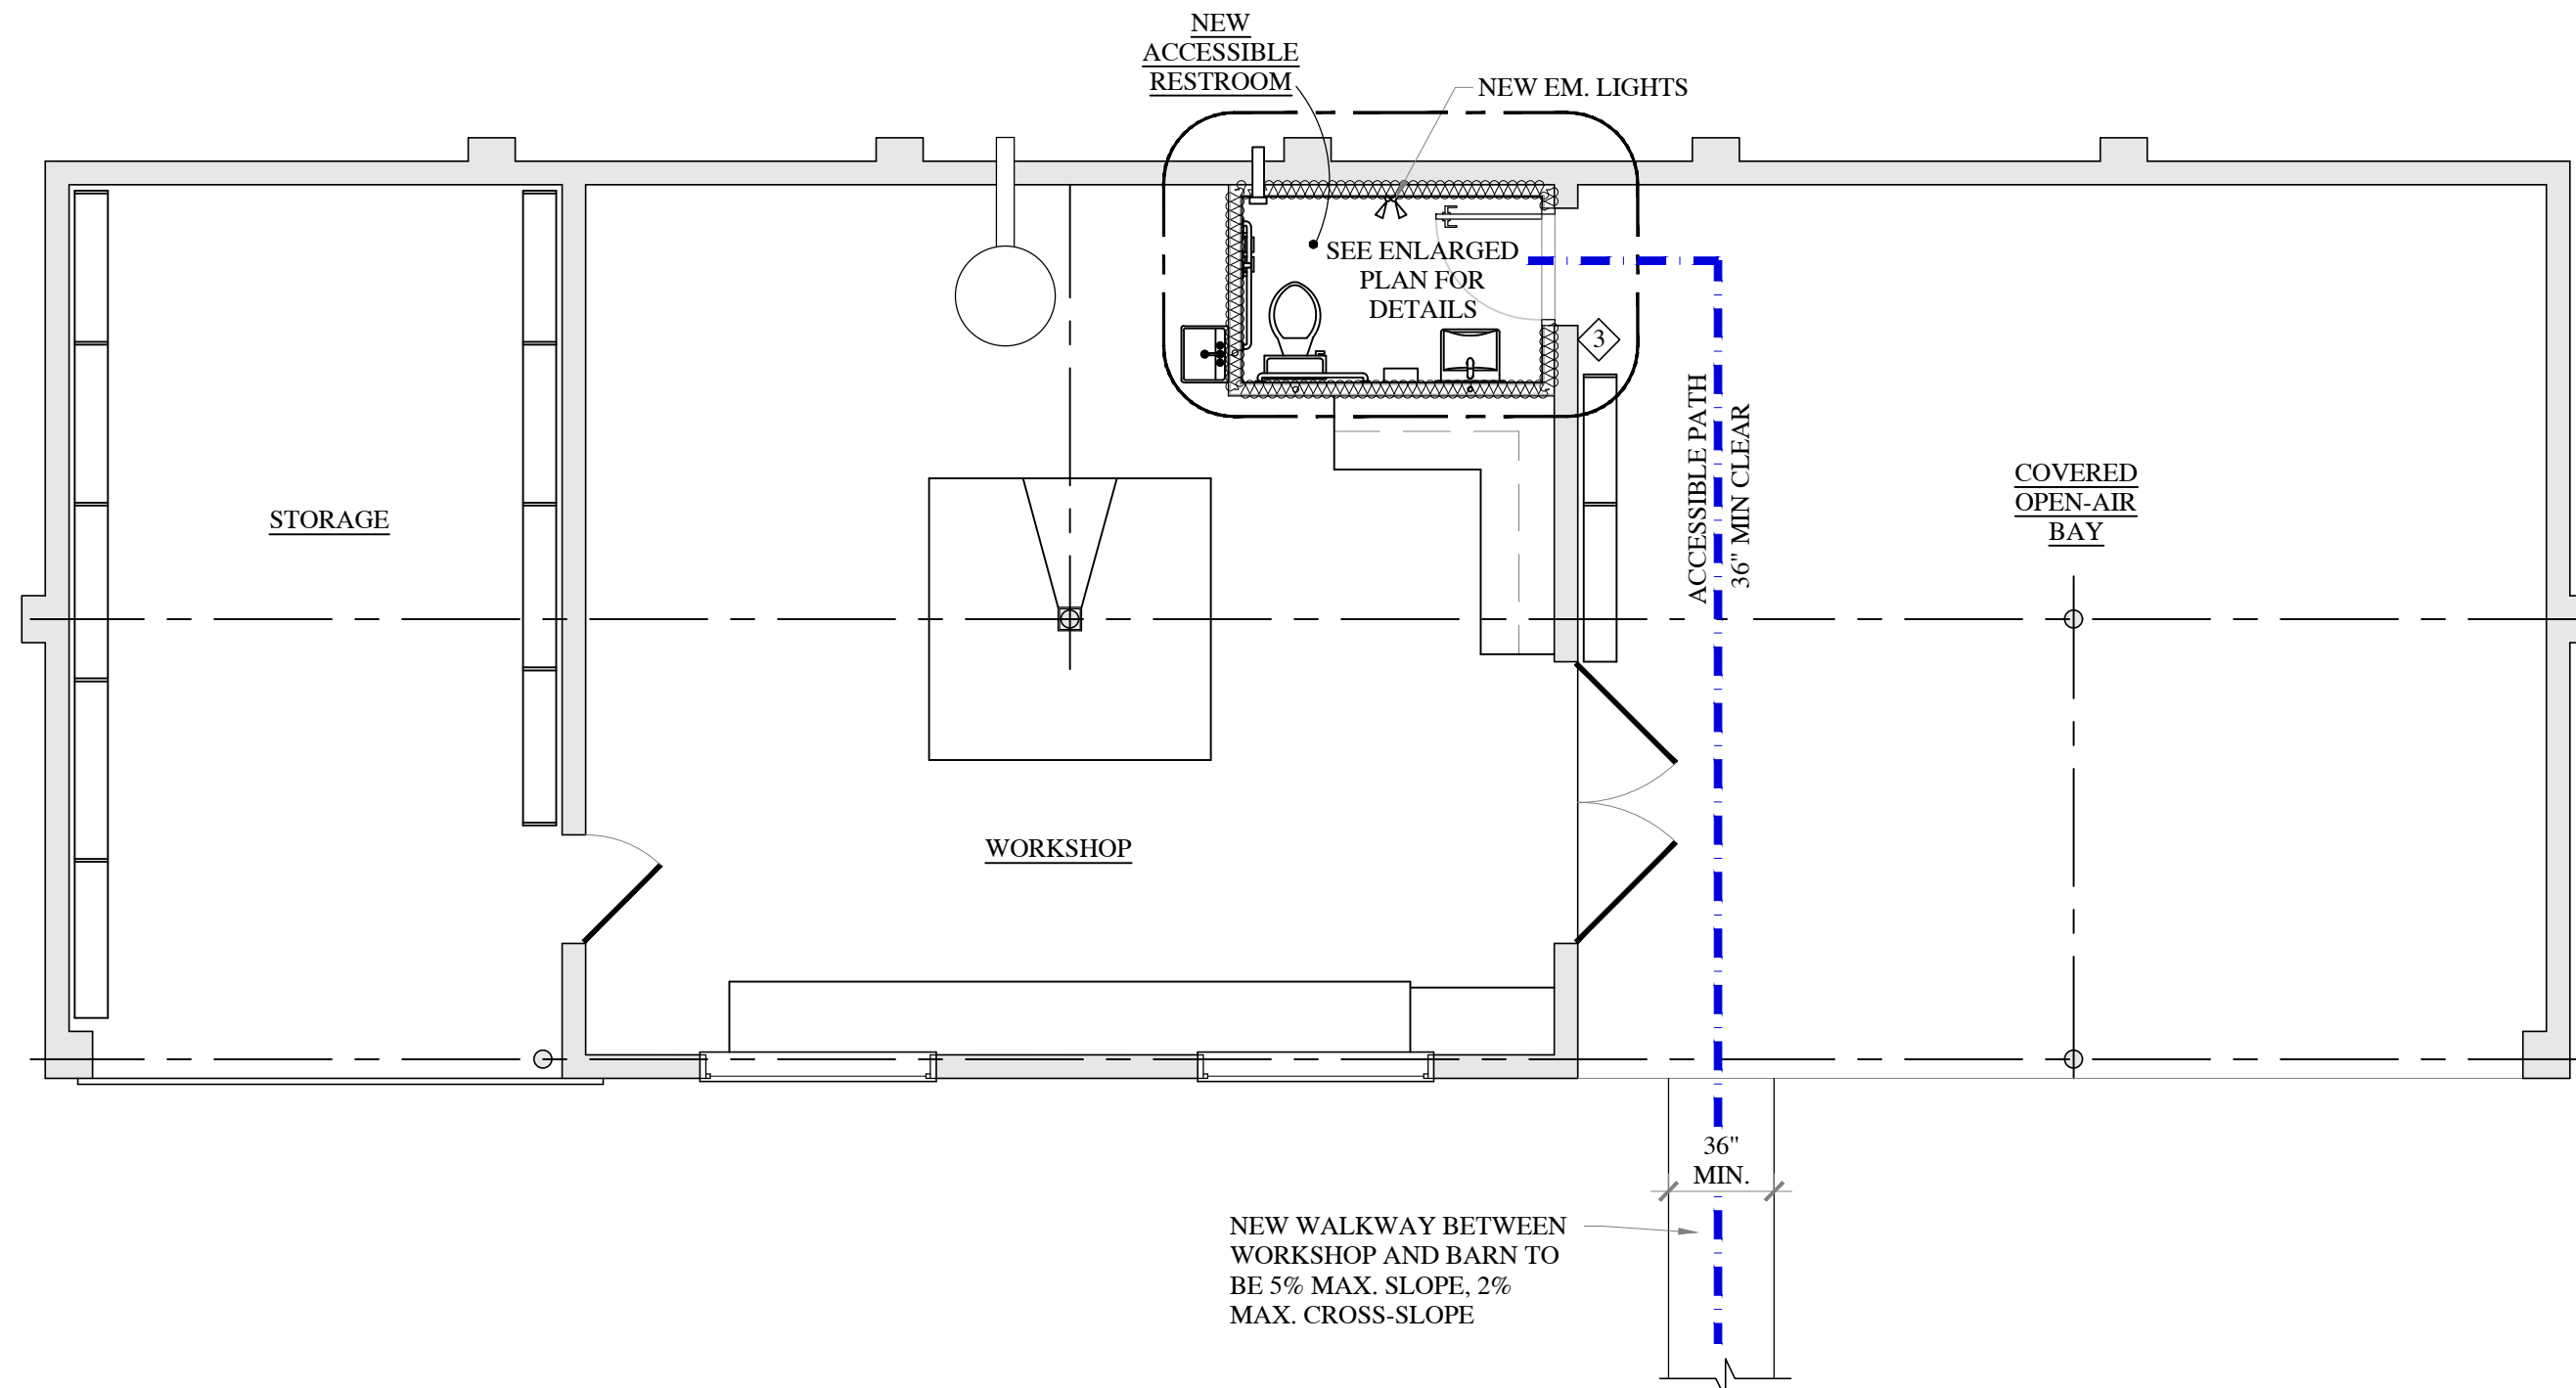 NEW
ACCESSIBLE
RESTROOM
NEW EM. LIGHTS
SEE ENLARGED
PLAN FOR
DETAILS
3
ACCESSIBLE PATH
36" MIN CLEAR
STORAGE
COVERED
OPEN-AIR
BAY
WORKSHOP
36"
MIN.
NEW WALKWAY BETWEEN
WORKSHOP AND BARN TO
BE 5% MAX. SLOPE, 2%
MAX. CROSS-SLOPE